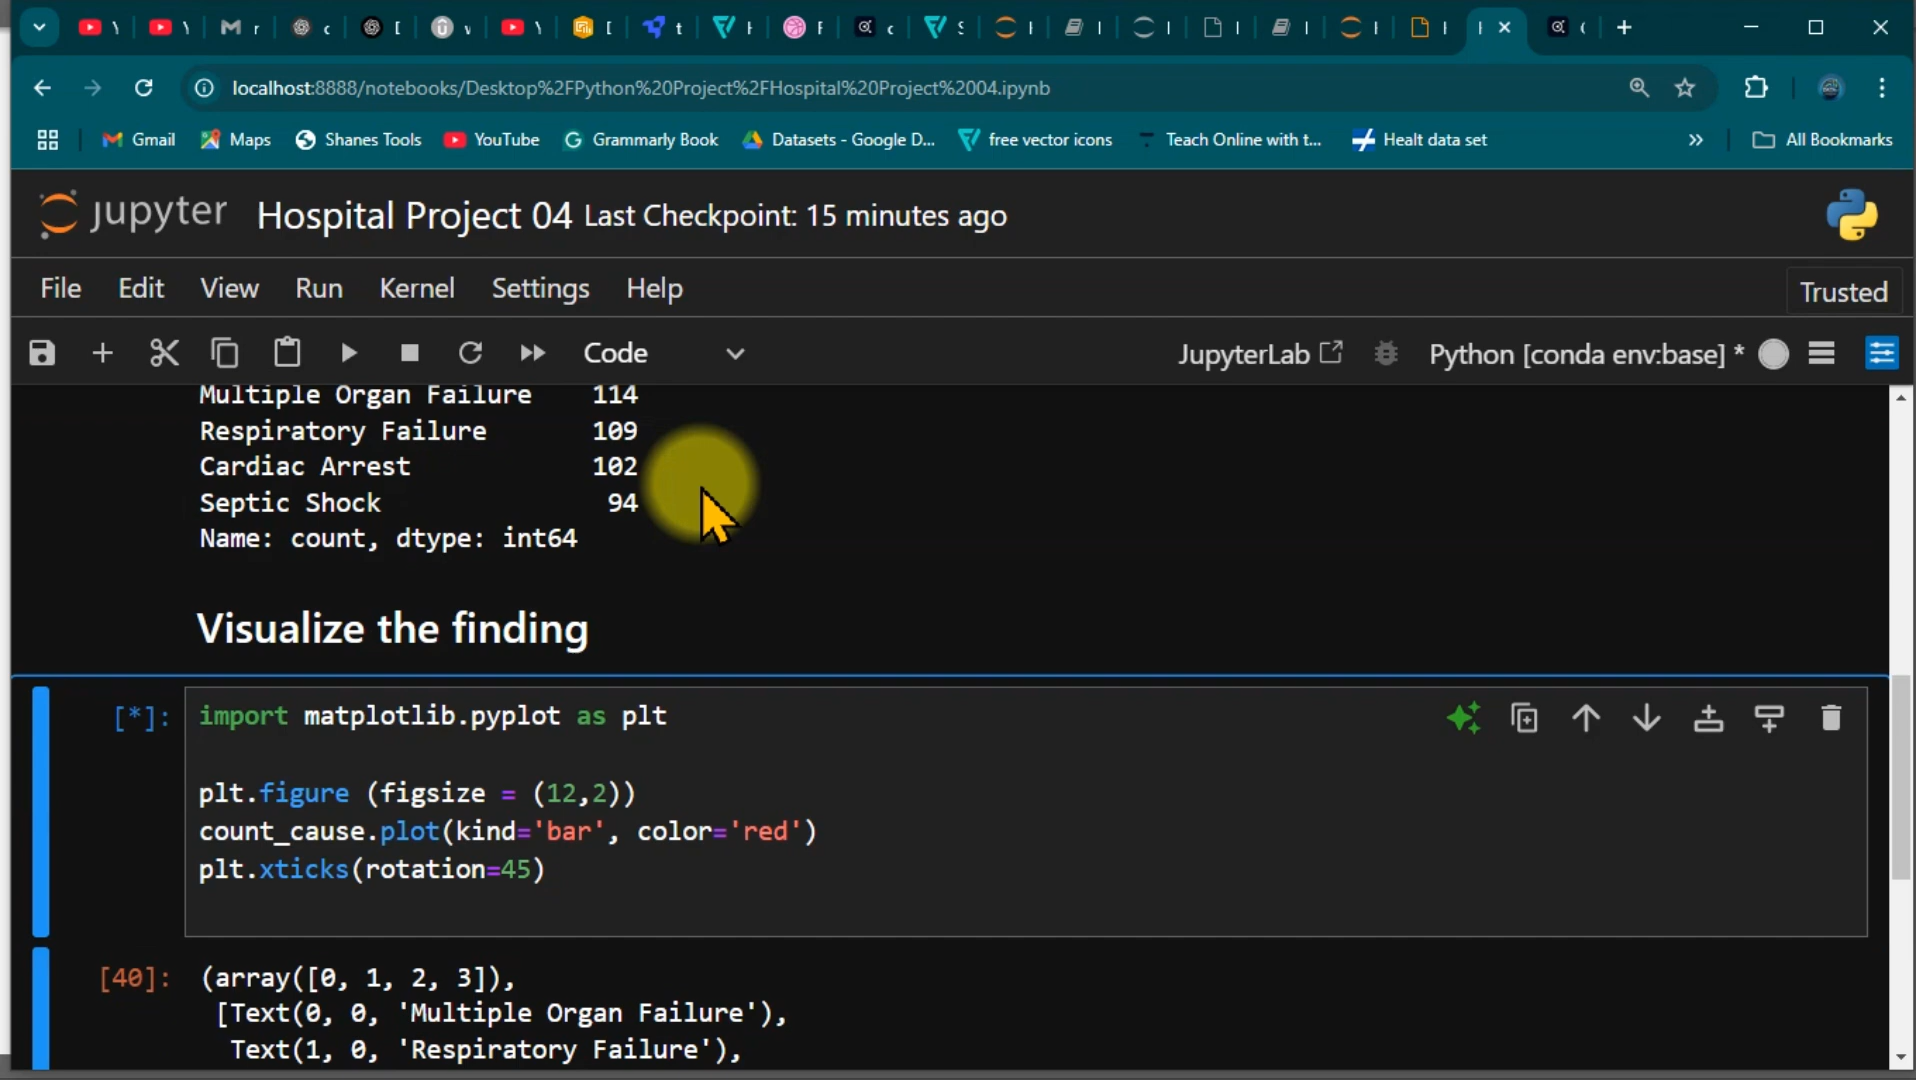 localhost:8888/notebooks/Desktop%2FPython%20Project%2FHospital%20Project%2004.ipynb
Gmail Maps Shanes Tools YouTube Grammarly Book Datasets - Google D... free vector icons Teach Online with t... Healt data set » All Bookmarks
jupyter Hospital Project 04 Last Checkpoint: 15 minutes ago
File Edit View Run Kernel Settings Help Trusted
Code JupyterLab Python [conda env:base] *
Multiple Organ Failure 114
Respiratory Failure 109
Cardiac Arrest 102
Septic Shock 94
Name: count, dtype: int64
Visualize the finding
[*]: import matplotlib.pyplot as plt
plt.figure (figsize = (12,2))
count_cause.plot(kind='bar', color='red')
plt.xticks(rotation=45)
[40]: (array([0, 1, 2, 3]),
[Text(0, 0, 'Multiple Organ Failure'),
Text(1, 0, 'Respiratory Failure'),